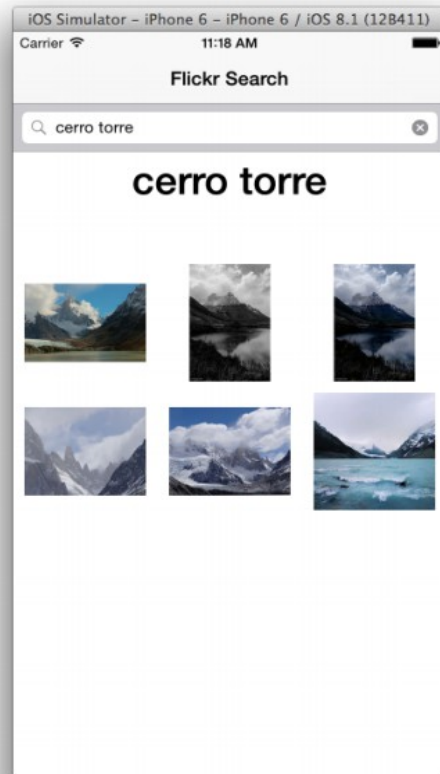 iOS Simulator - iPhone 6 - iPhone 6 / iOS 8.1 (12B411)
Carrier 11:18 AM
Flickr Search
cerro torre
cerro torre